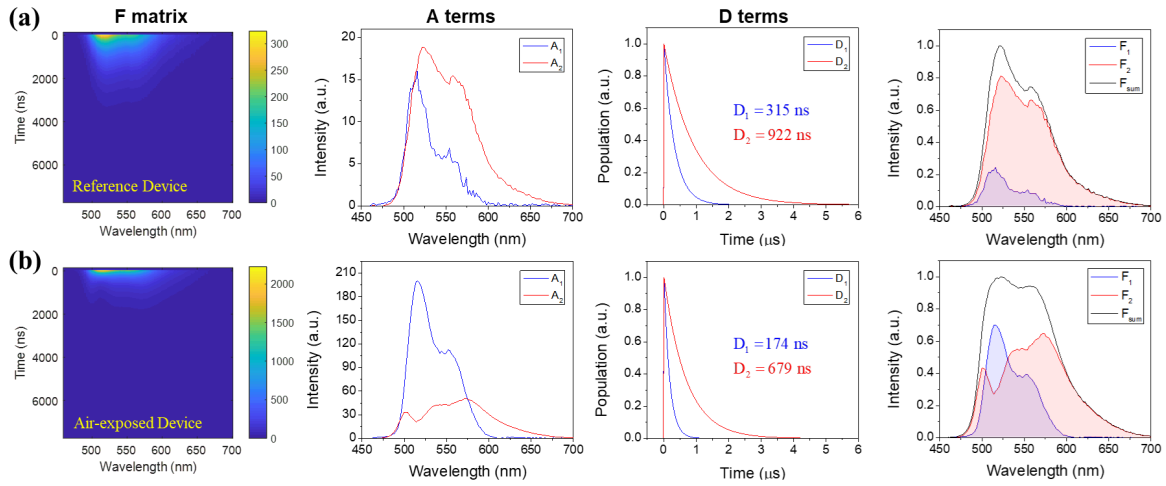 (a)
F matrix
A terms
D terms
0
2000
4000
6000
Time (ns)
Reference Device
500
550
600
650
700
Wavelength (nm)
300
250
200
150
100
50
0
20
15
10
5
0
Intensity (a.u.)
A1
A2
450
500
550
600
650
700
Wavelength (nm)
1.0
0.8
0.6
0.4
0.2
0.0
Population (a.u.)
D1
D2
D1 = 315 ns
D2 = 922 ns
0
1
2
3
4
5
6
Time (μs)
1.0
0.8
0.6
0.4
0.2
0.0
Intensity (a.u.)
F1
F2
Fsum
450
500
550
600
650
700
Wavelength (nm)
(b)
0
2000
4000
6000
Time (ns)
Air-exposed Device
500
550
600
650
700
Wavelength (nm)
2000
1500
1000
500
0
210
180
150
120
90
60
30
0
Intensity (a.u.)
A1
A2
450
500
550
600
650
700
Wavelength (nm)
1.0
0.8
0.6
0.4
0.2
0.0
Population (a.u.)
D1
D2
D1 = 174 ns
D2 = 679 ns
0
1
2
3
4
5
6
Time (μs)
1.0
0.8
0.6
0.4
0.2
0.0
Intensity (a.u.)
F1
F2
Fsum
450
500
550
600
650
700
Wavelength (nm)